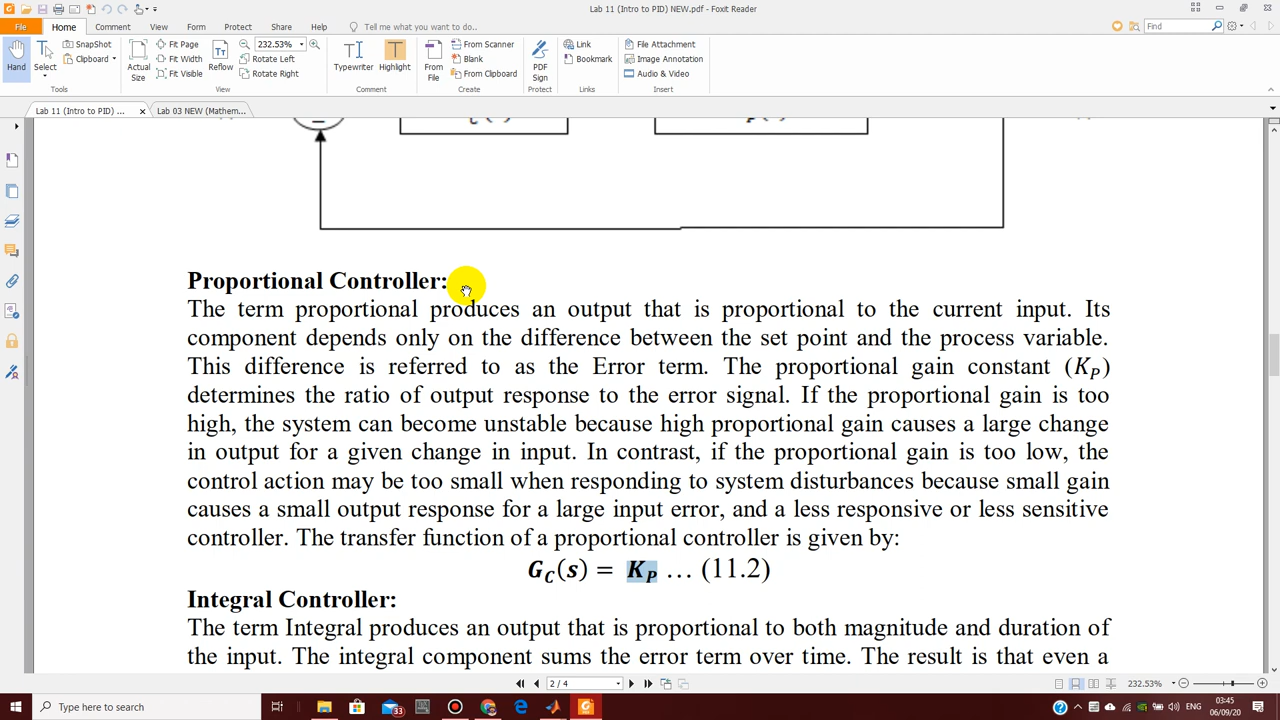 Lab 11 (Intro to PID) NEW.pdf - Foxit Reader
File Home Comment View Form Protect Share Help Tell me what you want to do... Find
Hand Select SnapShot Clipboard Actual Size Fit Page Fit Width Fit Visible Reflow 232.53% Rotate Left Rotate Right Typewriter Highlight From File From Scanner Blank From Clipboard PDF Sign Link Bookmark File Attachment Image Annotation Audio & Video
Tools View Comment Create Protect Links Insert
Lab 11 (Intro to PID) ... Lab 03 NEW (Mathem...
Proportional Controller:
The term proportional produces an output that is proportional to the current input. Its
component depends only on the difference between the set point and the process variable.
This difference is referred to as the Error term. The proportional gain constant (K_P)
determines the ratio of output response to the error signal. If the proportional gain is too
high, the system can become unstable because high proportional gain causes a large change
in output for a given change in input. In contrast, if the proportional gain is too low, the
control action may be too small when responding to system disturbances because small gain
causes a small output response for a large input error, and a less responsive or less sensitive
controller. The transfer function of a proportional controller is given by:
G_C(s) = K_P … (11.2)
Integral Controller:
The term Integral produces an output that is proportional to both magnitude and duration of
the input. The integral component sums the error term over time. The result is that even a
2 / 4 232.53%
Type here to search 33 ENG 03:45
06/09/20